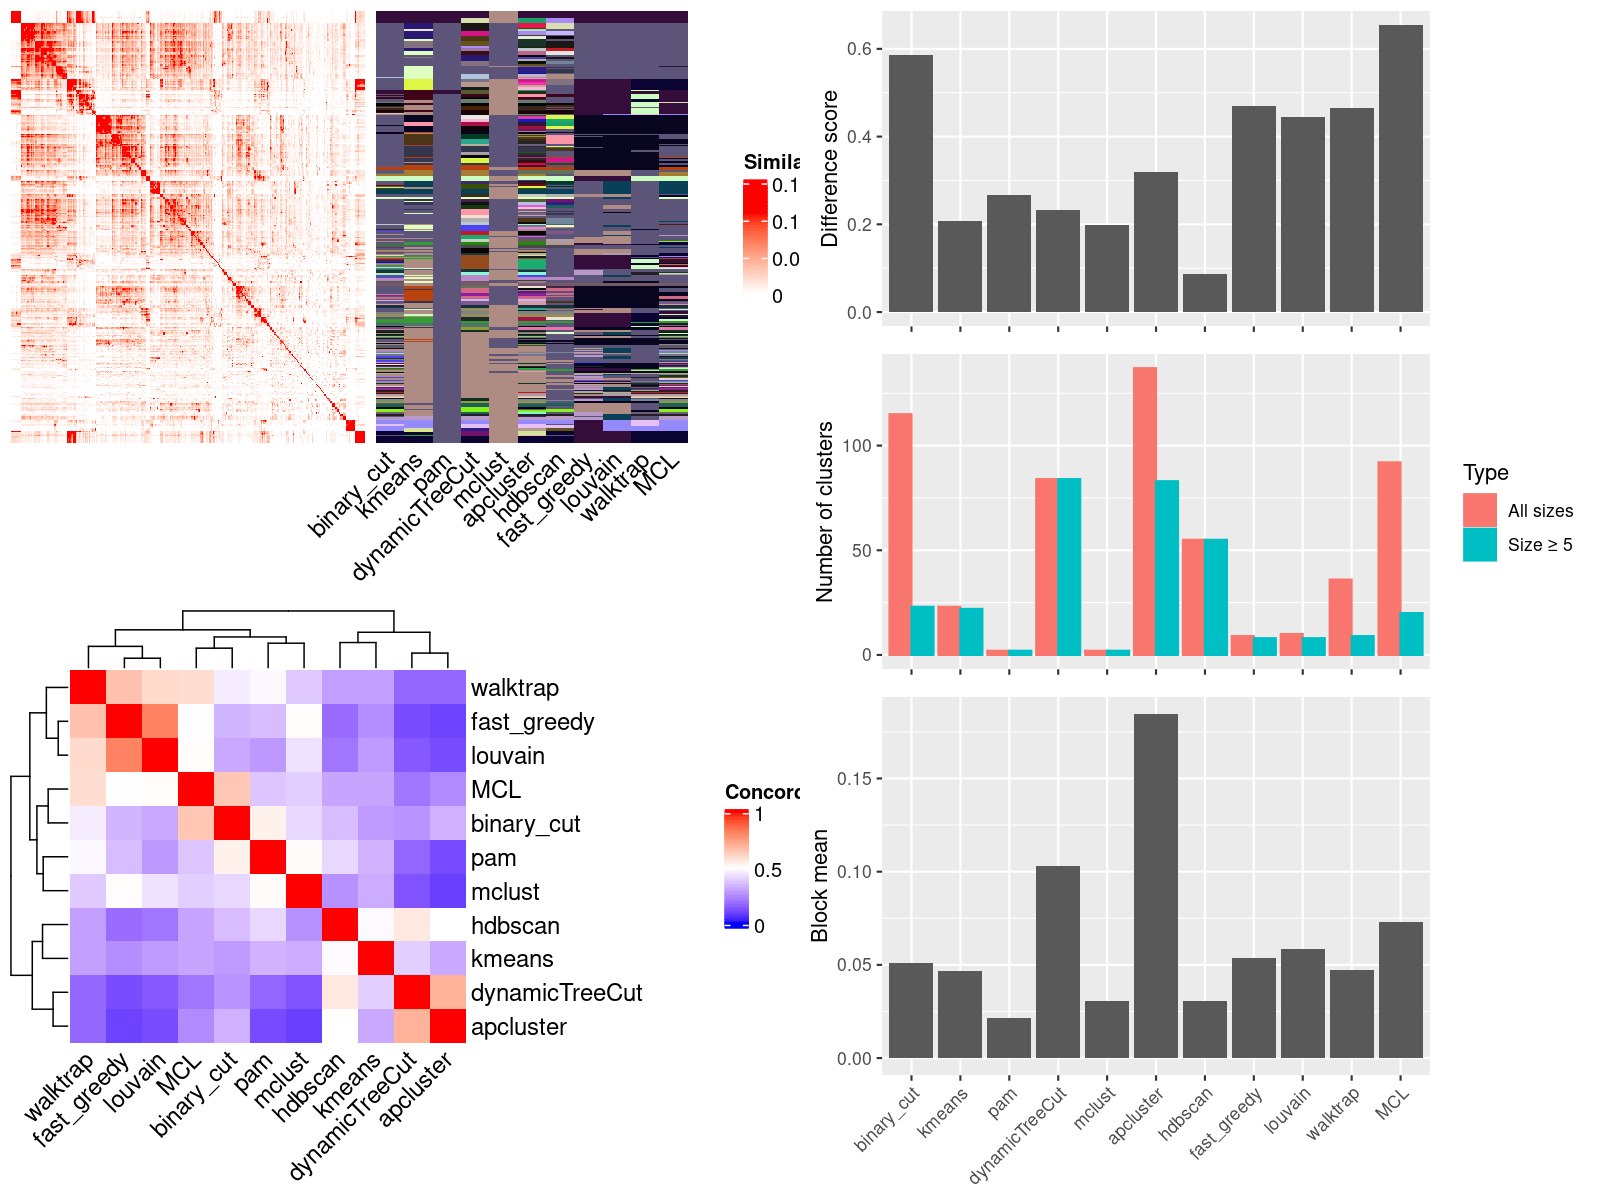 Simila
0.1
0.1
0.0
0
binary_cut
kmeans
pam
dynamicTreeCut
mclust
apcluster
hdbscan
fast_greedy
louvain
walktrap
MCL
walktrap
fast_greedy
louvain
MCL
binary_cut
pam
mclust
hdbscan
kmeans
dynamicTreeCut
apcluster
walktrap
fast_greedy
louvain
MCL
binary_cut
pam
mclust
hdbscan
kmeans
dynamicTreeCut
apcluster
Concord
1
0.5
0
Difference score
0.6
0.4
0.2
0.0
Number of clusters
100
50
0
Type
All sizes
Size ≥ 5
Block mean
0.15
0.10
0.05
0.00
binary_cut
kmeans
pam
dynamicTreeCut
mclust
apcluster
hdbscan
fast_greedy
louvain
walktrap
MCL